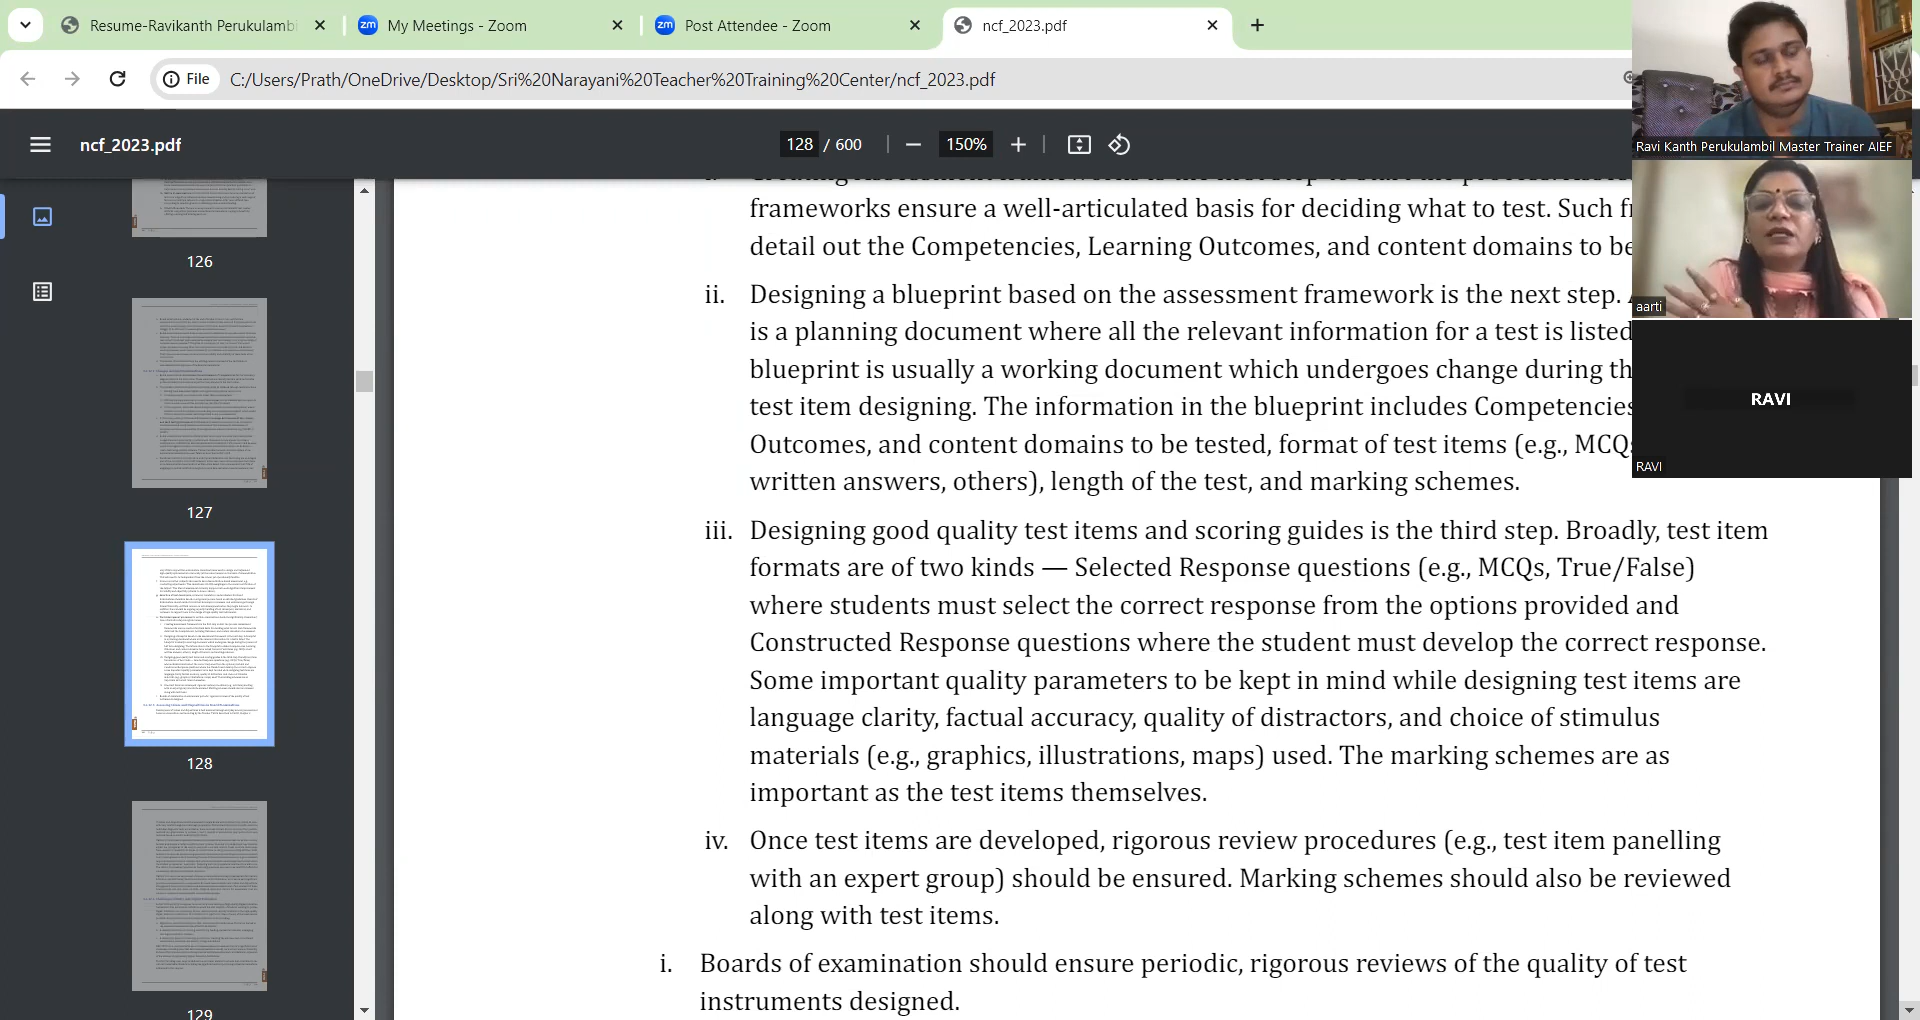 Resume-Ravikanth Perukulambi
zm My Meetings - Zoom
zm Post Attendee - Zoom
ncf_2023.pdf
File
C:/Users/Prath/OneDrive/Desktop/Sri%20Narayani%20Teacher%20Training%20Center/ncf_2023.pdf
ncf_2023.pdf
128 / 600
150%
126
127
128
129
frameworks ensure a well-articulated basis for deciding what to test. Such
detail out the Competencies, Learning Outcomes, and content domains to be
ii. Designing a blueprint based on the assessment framework is the next step.
is a planning document where all the relevant information for a test is listed
blueprint is usually a working document which undergoes change during
test item designing. The information in the blueprint includes Competencies
Outcomes, and content domains to be tested, format of test items (e.g., MCQs
written answers, others), length of the test, and marking schemes.
iii. Designing good quality test items and scoring guides is the third step. Broadly, test item
formats are of two kinds — Selected Response questions (e.g., MCQs, True/False)
where students must select the correct response from the options provided and
Constructed Response questions where the student must develop the correct response.
Some important quality parameters to be kept in mind while designing test items are
language clarity, factual accuracy, quality of distractors, and choice of stimulus
materials (e.g., graphics, illustrations, maps) used. The marking schemes are as
important as the test items themselves.
iv. Once test items are developed, rigorous review procedures (e.g., test item panelling
with an expert group) should be ensured. Marking schemes should also be reviewed
along with test items.
i. Boards of examination should ensure periodic, rigorous reviews of the quality of test
instruments designed.
Ravi Kanth Perukulambil Master Trainer AIEF
aarti
RAVI
RAVI